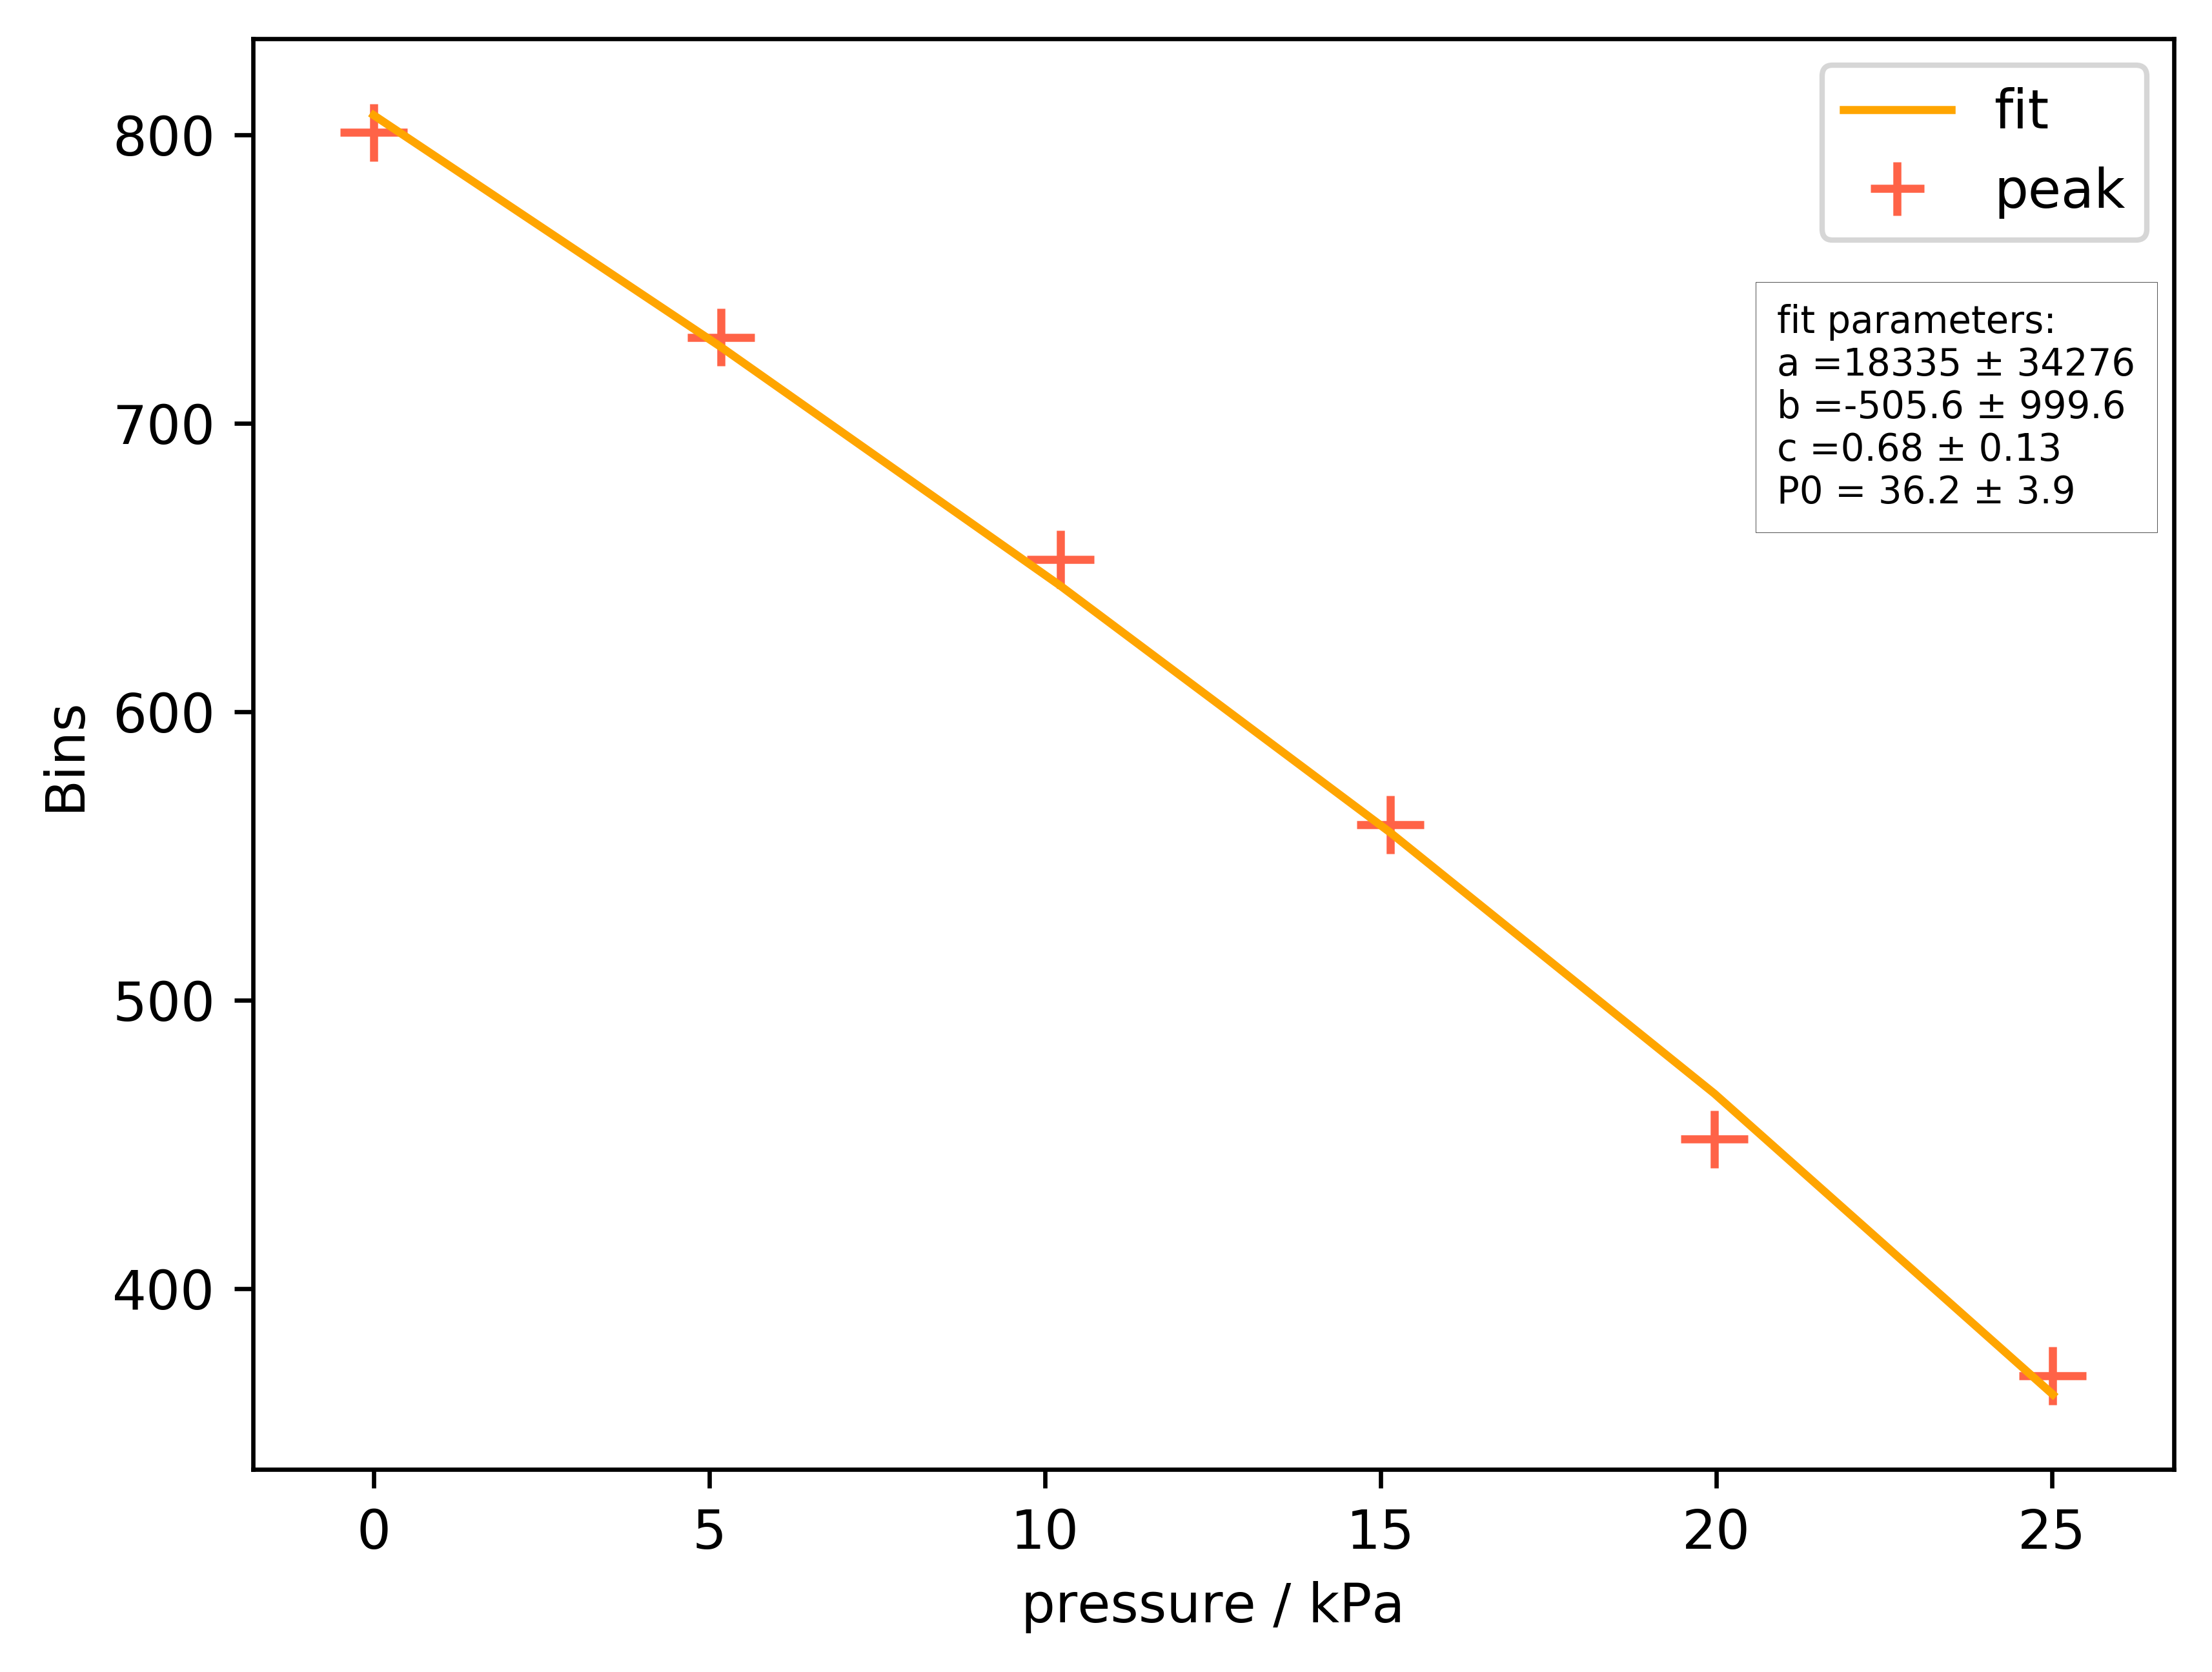 fit
peak
fit parameters:
a =18335 ± 34276
b =-505.6 ± 999.6
c =0.68 ± 0.13
P0 = 36.2 ± 3.9
800
700
600
500
400
Bins
0 5 10 15 20 25
pressure / kPa